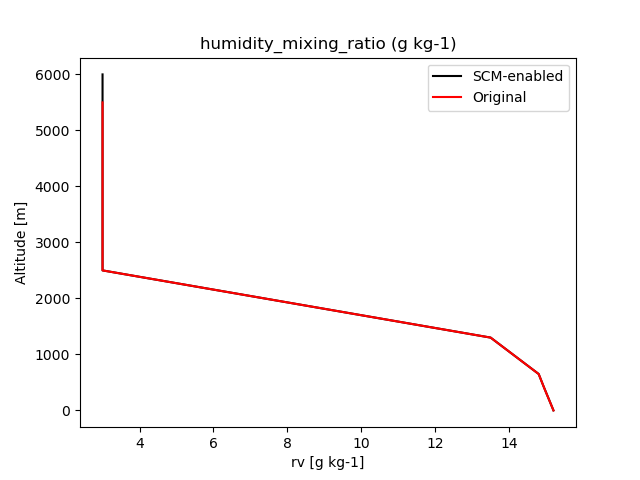 humidity_mixing_ratio (g kg-1)
SCM-enabled
Original
6000
5000
4000
3000
2000
1000
0
Altitude [m]
4 6 8 10 12 14
rv [g kg-1]